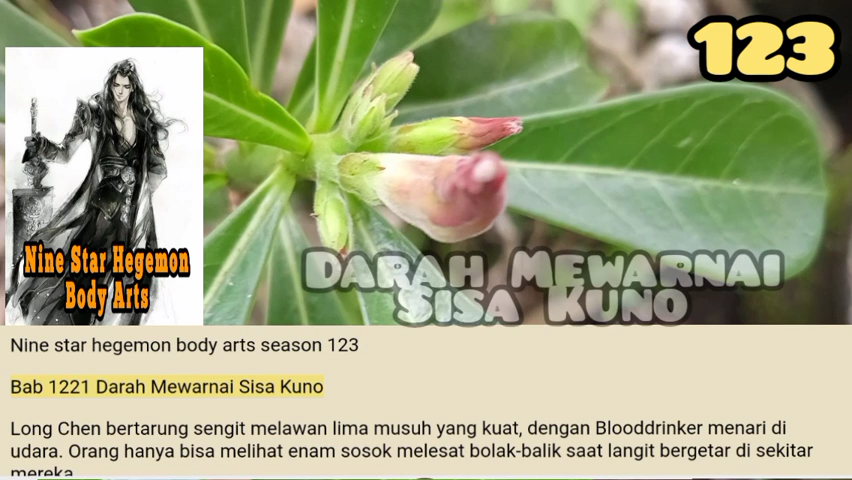 123
Nine Star Hegemon
Body Arts
Darah Mewarnai
Sisa Kuno
Nine star hegemon body arts season 123
Bab 1221 Darah Mewarnai Sisa Kuno
Long Chen bertarung sengit melawan lima musuh yang kuat, dengan Blooddrinker menari di
udara. Orang hanya bisa melihat enam sosok melesat bolak-balik saat langit bergetar di sekitar
mereka